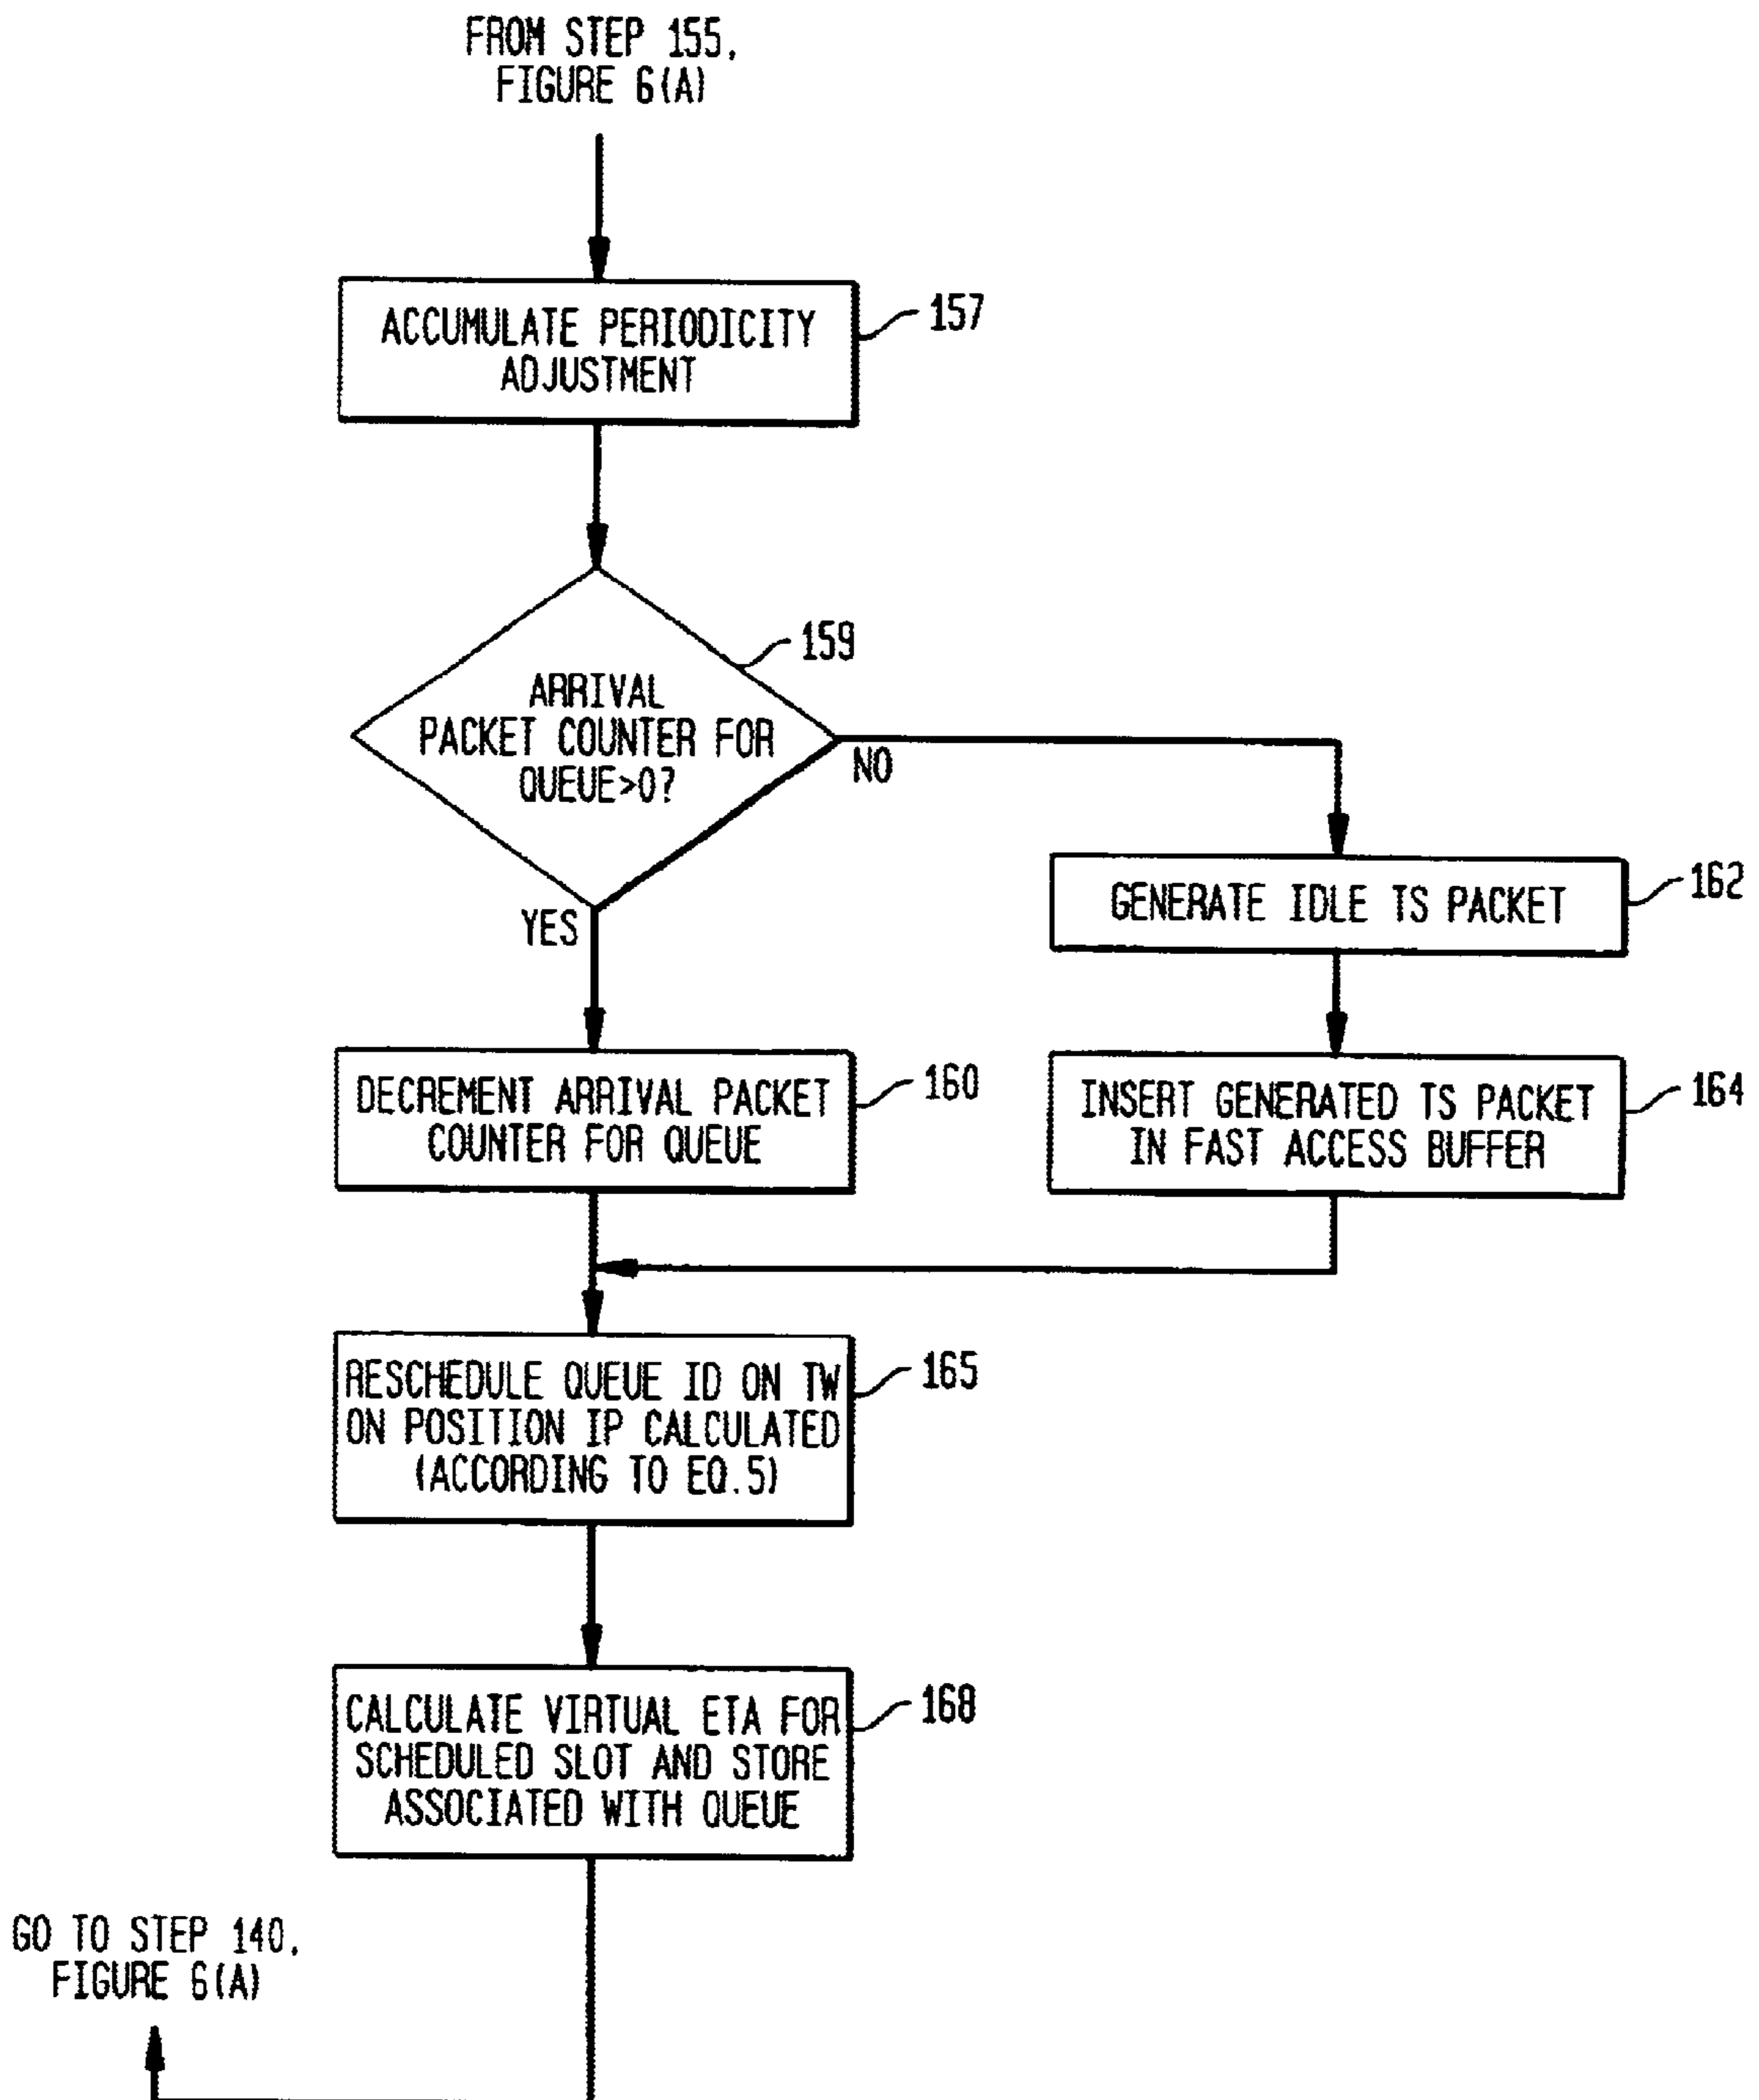 FROM STEP 155,
FIGURE 6(A)
ACCUMULATE PERIODICITY
ADJUSTMENT
157
159
ARRIVAL
PACKET COUNTER FOR
QUEUE>0?
NO
YES
GENERATE IDLE TS PACKET
162
DECREMENT ARRIVAL PACKET
COUNTER FOR QUEUE
160
INSERT GENERATED TS PACKET
IN FAST ACCESS BUFFER
164
RESCHEDULE QUEUE ID ON TW
ON POSITION IP CALCULATED
(ACCORDING TO EQ.5)
165
CALCULATE VIRTUAL ETA FOR
SCHEDULED SLOT AND STORE
ASSOCIATED WITH QUEUE
168
GO TO STEP 140,
FIGURE 6(A)